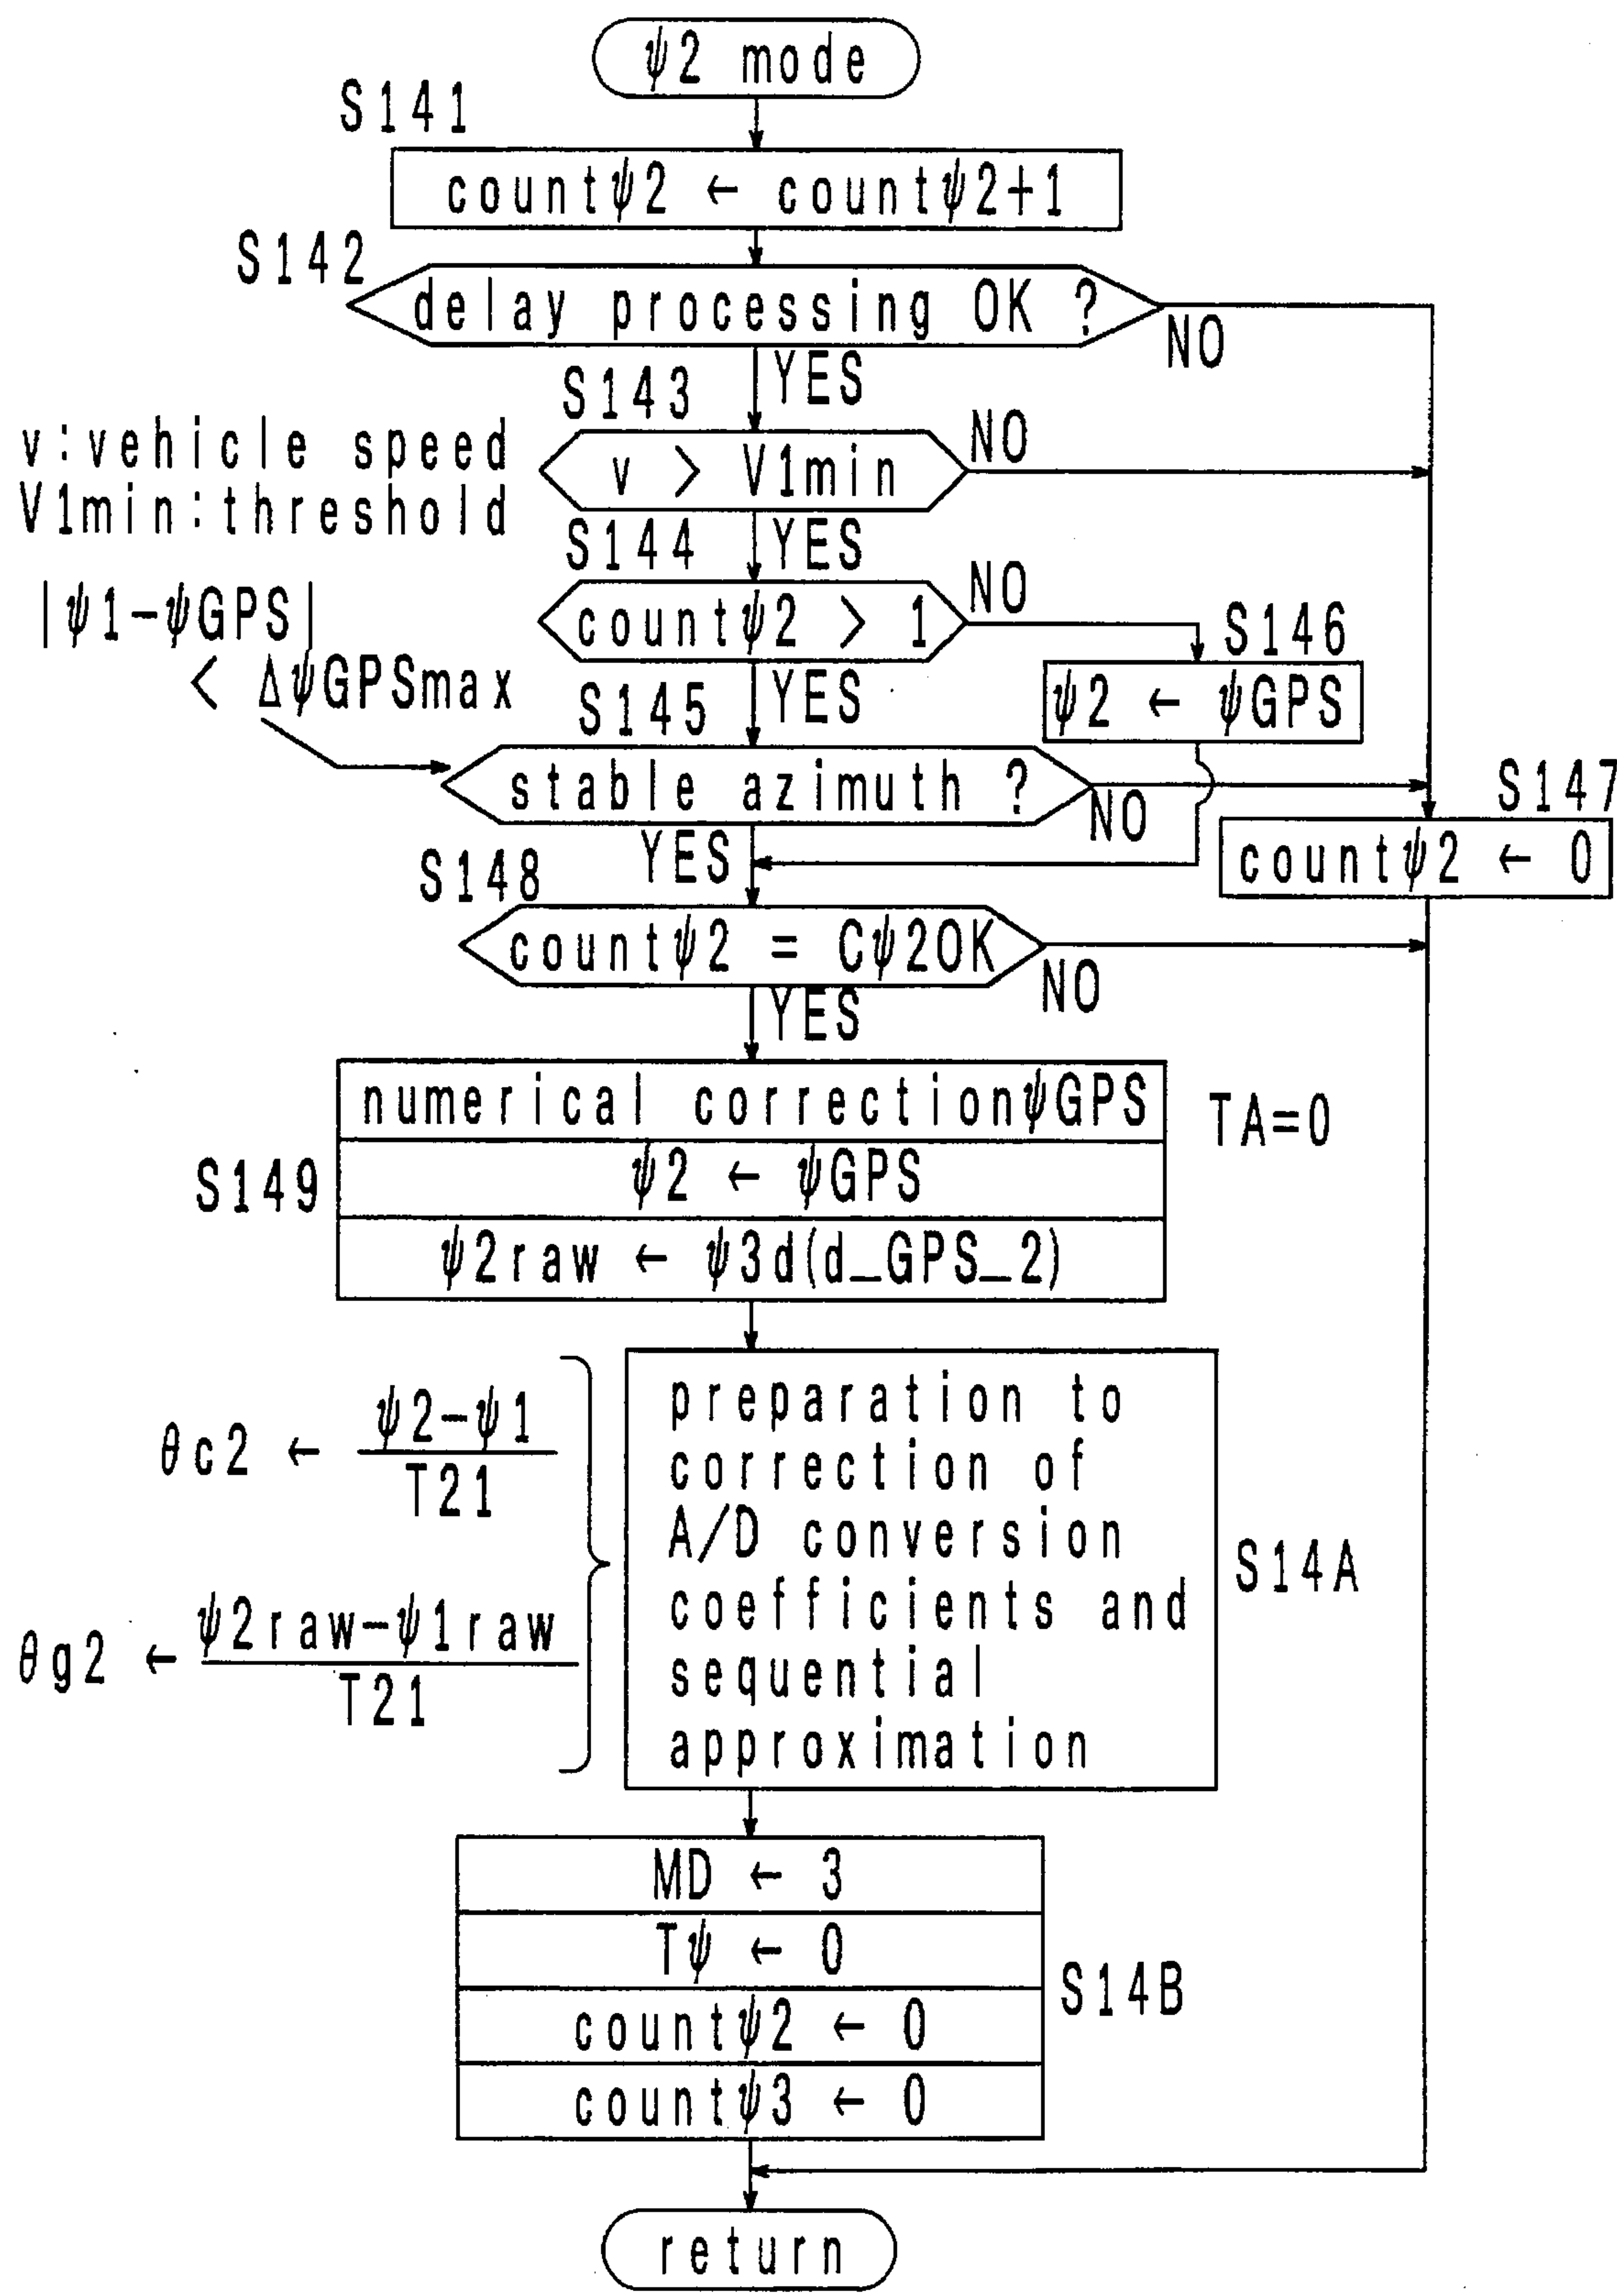 ψ2 mode
S141
countψ2 ← countψ2+1
S142
delay processing OK ?
NO
YES
S143
v:vehicle speed
V1min:threshold
v > V1min
NO
YES
S144
countψ2 > 1
NO
YES
S146
ψ2 ← ψGPS
|ψ1-ψGPS|
< ΔψGPSmax
S145
stable azimuth ?
NO
YES
S147
countψ2 ← 0
S148
countψ2 = Cψ2OK
NO
YES
numerical correctionψGPS
TA=0
S149
ψ2 ← ψGPS
ψ2raw ← ψ3d(d_GPS_2)
θc2 ← ψ2-ψ1
T21
θg2 ← ψ2raw-ψ1raw
T21
preparation to
correction of
A/D conversion
coefficients and
sequential
approximation
S14A
MD ← 3
Tψ ← 0
countψ2 ← 0
countψ3 ← 0
S14B
return